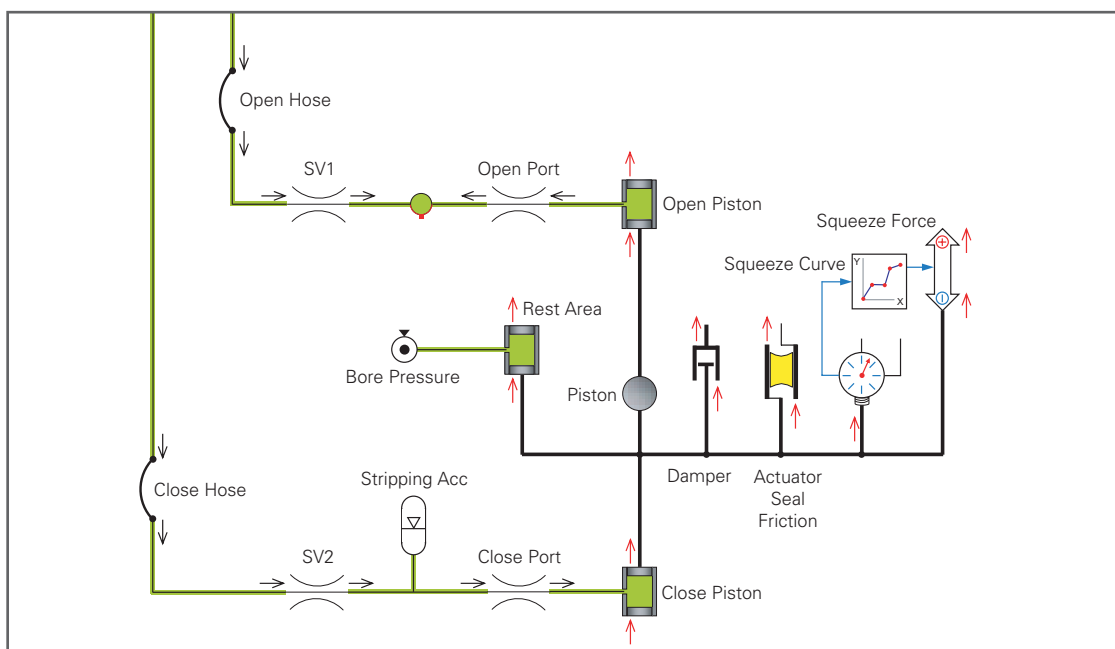 Open Hose
SV1
Open Port
Open Piston
Squeeze Force
Squeeze Curve
Y
X
Rest Area
Bore Pressure
Piston
Damper
Actuator
Seal
Friction
Close Hose
Stripping Acc
SV2
Close Port
Close Piston